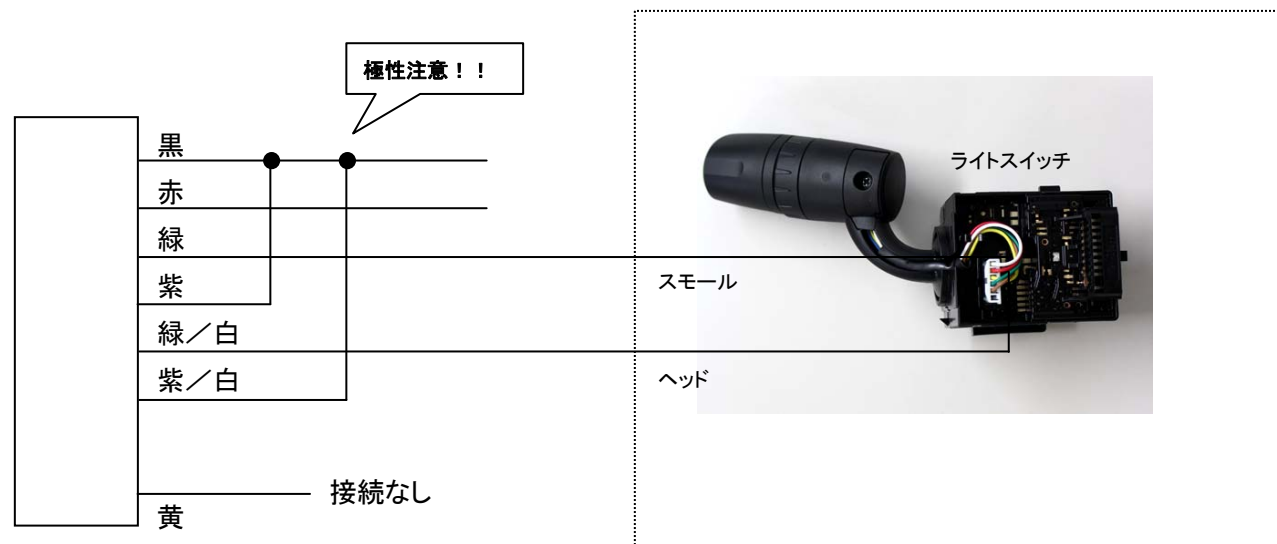 極性注意！！
黒
赤
緑
紫
緑／白
紫／白
黄
接続なし
ライトスイッチ
スモール
ヘッド